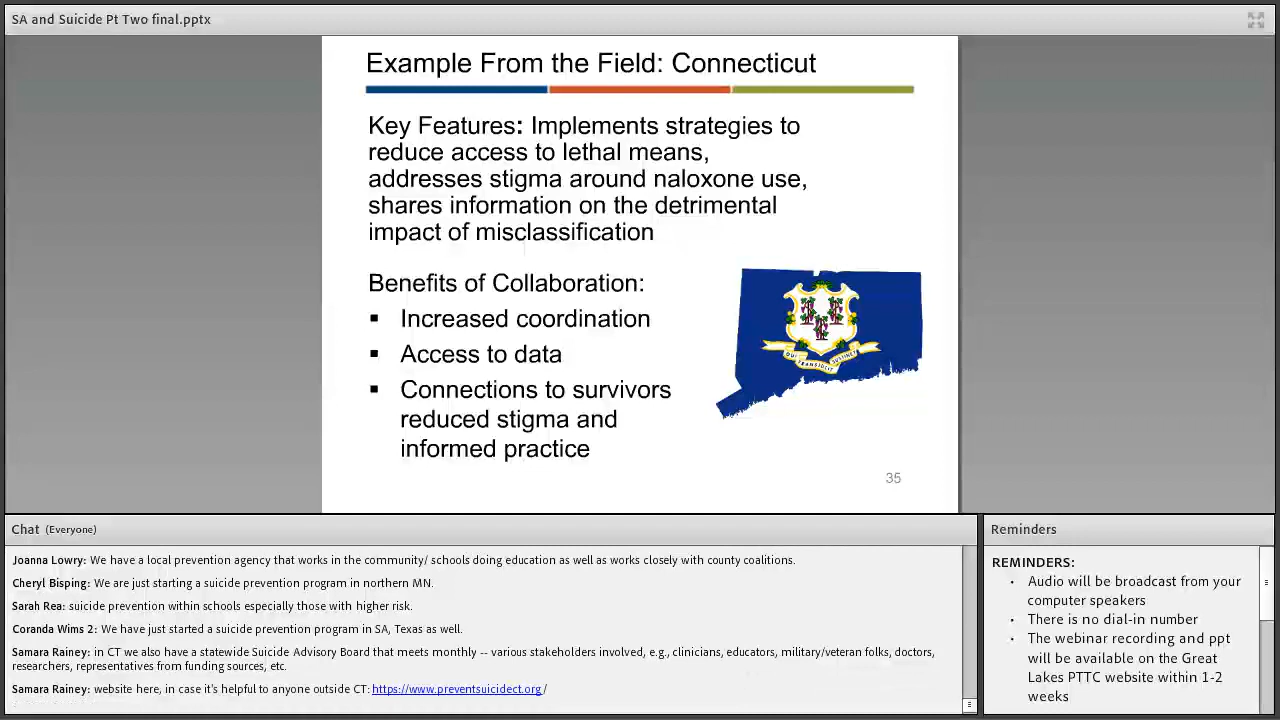 SA and Suicide Pt Two final.pptx
Example From the Field: Connecticut
Key Features: Implements strategies to
reduce access to lethal means,
addresses stigma around naloxone use,
shares information on the detrimental
impact of misclassification
Benefits of Collaboration:
▪ Increased coordination
▪ Access to data
▪ Connections to survivors
reduced stigma and
informed practice
QUI TRANSTULIT SUSTINET
35
Chat (Everyone)
Joanna Lowry: We have a local prevention agency that works in the community/ schools doing education as well as works closely with county coalitions.
Cheryl Bisping: We are just starting a suicide prevention program in northern MN.
Sarah Rea: suicide prevention within schools especially those with higher risk.
Coranda Wims 2: We have just started a suicide prevention program in SA, Texas as well.
Samara Rainey: in CT we also have a statewide Suicide Advisory Board that meets monthly -- various stakeholders involved, e.g., clinicians, educators, military/veteran folks, doctors,
researchers, representatives from funding sources, etc.
Samara Rainey: website here, in case it's helpful to anyone outside CT: https://www.preventsuicidect.org/
Reminders
REMINDERS:
• Audio will be broadcast from your
computer speakers
• There is no dial-in number
• The webinar recording and ppt
will be available on the Great
Lakes PTTC website within 1-2
weeks